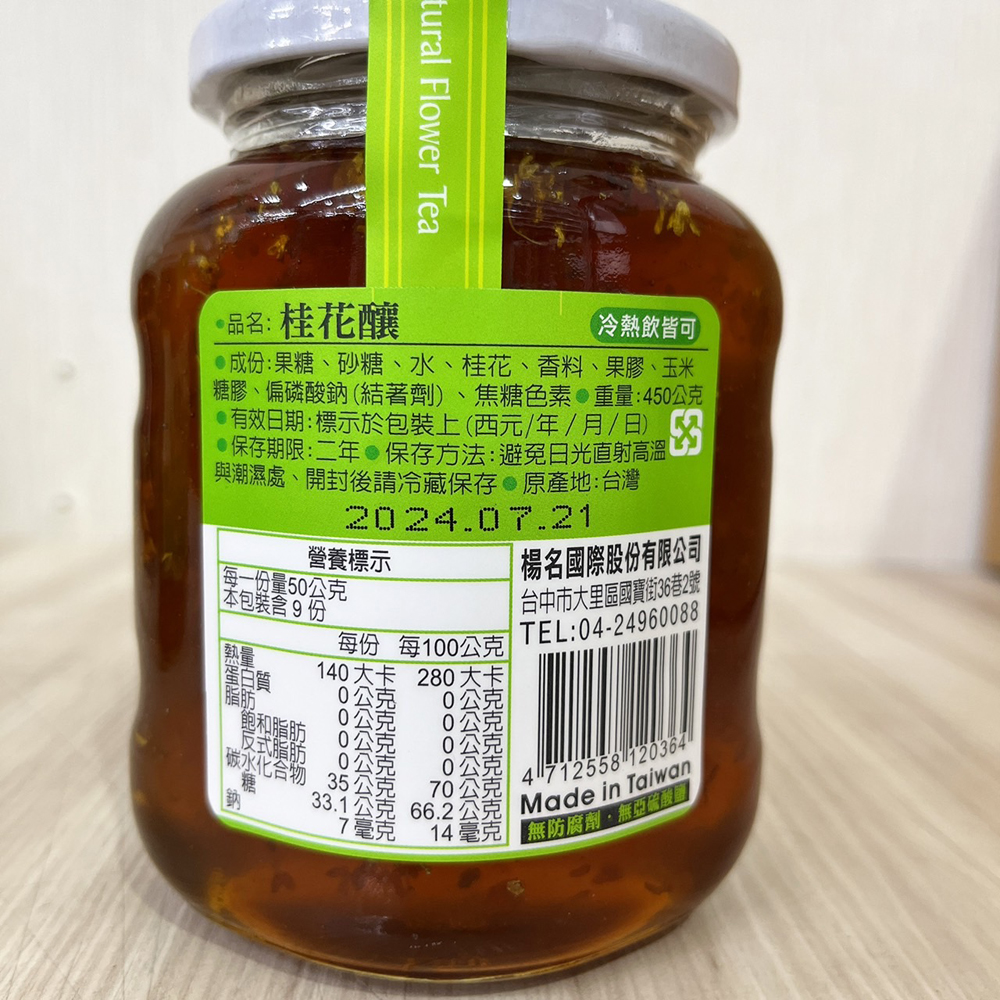 tural Flower Tea
●品名：桂花釀 冷熱飲皆可
●成份：果糖、砂糖、水、桂花、香料、果膠、玉米
糖膠、偏磷酸鈉(結著劑)、焦糖色素●重量：450公克
●有效日期：標示於包裝上(西元/年/月/日)
●保存期限：二年●保存方法：避免日光直射高溫
與潮濕處、開封後請冷藏保存●原產地：台灣
2024.07.21
營養標示
每一份量50公克
本包裝含9份
每份 每100公克
熱量 140大卡 280大卡
蛋白質 0公克 0公克
脂肪 0公克 0公克
飽和脂肪 0公克 0公克
反式脂肪 0公克 0公克
碳水化合物 35公克 70公克
糖 33.1公克 66.2公克
鈉 7毫克 14毫克
楊名國際股份有限公司
台中市大里區國寶街36巷2號
TEL:04-24960088
4 712558 120364
Made in Taiwan
無防腐劑．無亞硫酸鹽